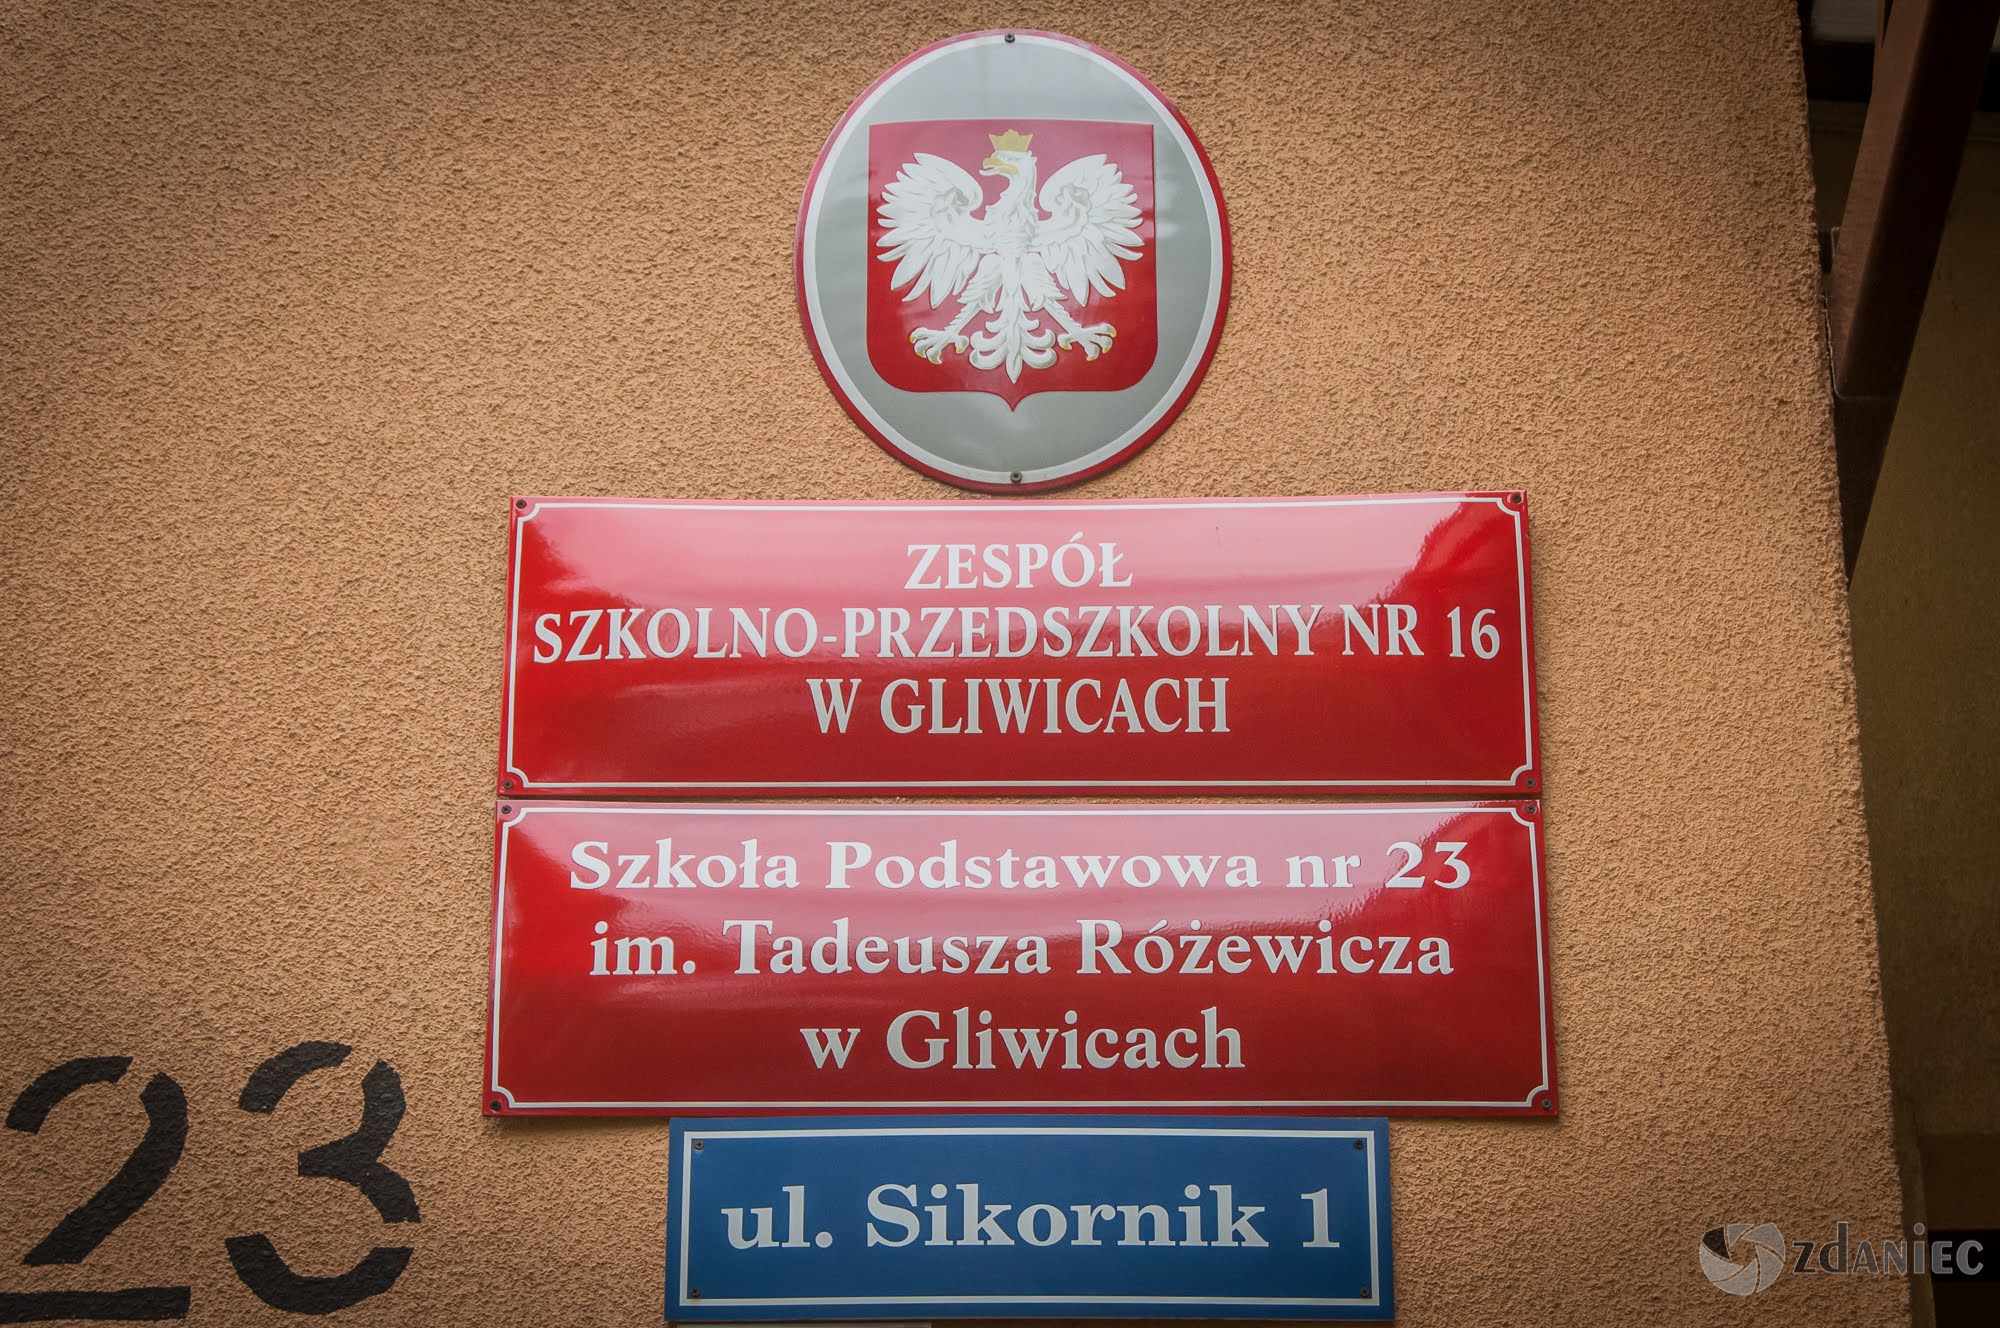 ZESPÓŁ
SZKOLNO-PRZEDSZKOLNY NR 16
W GLIWICACH
Szkoła Podstawowa nr 23
im. Tadeusza Różewicza
w Gliwicach
23
ul. Sikornik 1
ZDANIEC